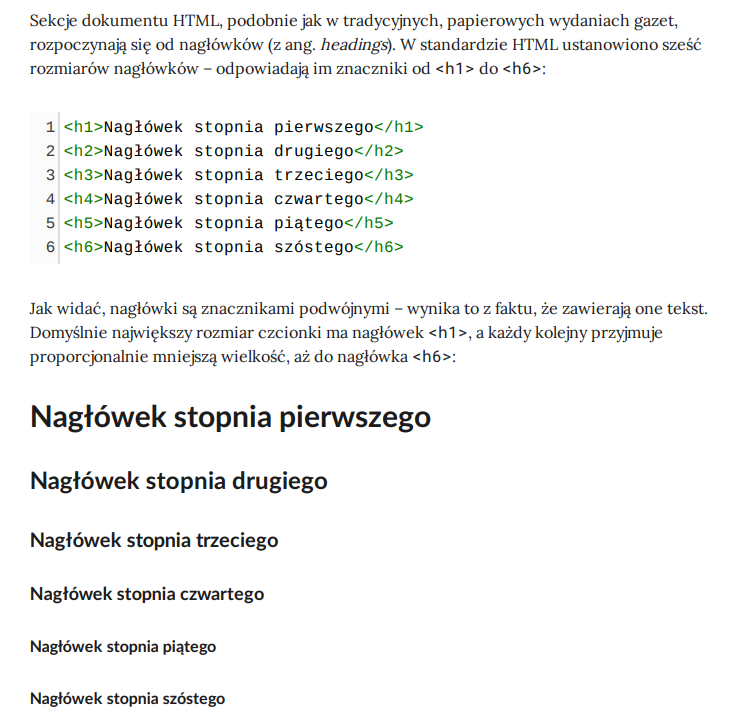 Sekcje dokumentu HTML, podobnie jak w tradycyjnych, papierowych wydaniach gazet,
rozpoczynają się od nagłówków (z ang. headings). W standardzie HTML ustanowiono sześć
rozmiarów nagłówków – odpowiadają im znaczniki od <h1> do <h6>:
1 <h1>Nagłówek stopnia pierwszego</h1>
2 <h2>Nagłówek stopnia drugiego</h2>
3 <h3>Nagłówek stopnia trzeciego</h3>
4 <h4>Nagłówek stopnia czwartego</h4>
5 <h5>Nagłówek stopnia piątego</h5>
6 <h6>Nagłówek stopnia szóstego</h6>
Jak widać, nagłówki są znacznikami podwójnymi – wynika to z faktu, że zawierają one tekst.
Domyślnie największy rozmiar czcionki ma nagłówek <h1>, a każdy kolejny przyjmuje
proporcjonalnie mniejszą wielkość, aż do nagłówka <h6>:
Nagłówek stopnia pierwszego
Nagłówek stopnia drugiego
Nagłówek stopnia trzeciego
Nagłówek stopnia czwartego
Nagłówek stopnia piątego
Nagłówek stopnia szóstego